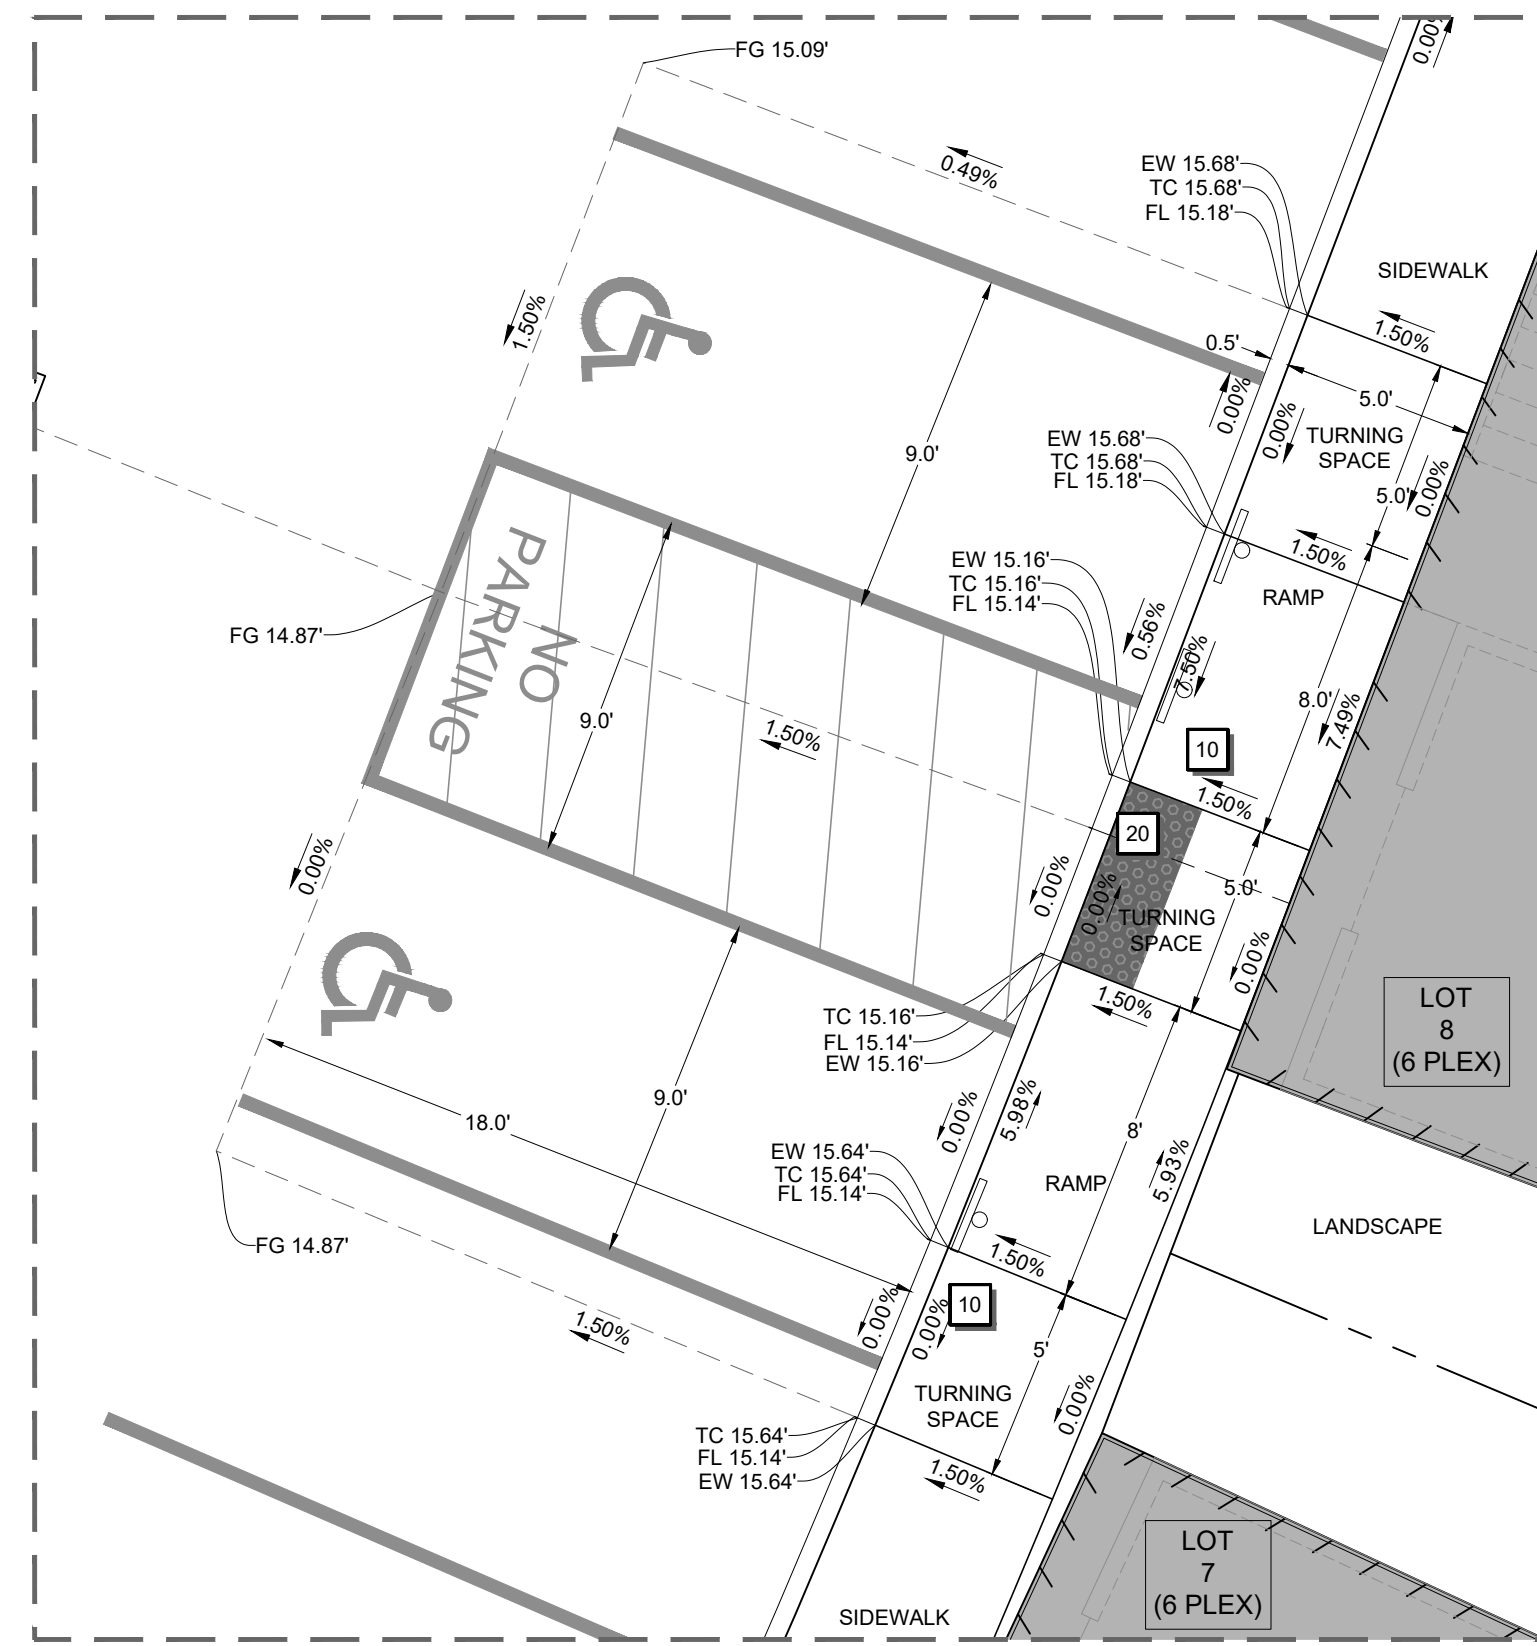 0.00%
FG 15.09'
EW 15.68'
TC 15.68'
FL 15.18'
0.49%
SIDEWALK
1.50%
1.50%
0.5'
5.0'
0.00%
0.00%
TURNING
SPACE
EW 15.68'
TC 15.68'
FL 15.18'
9.0'
5.0'
0.00%
1.50%
EW 15.16'
TC 15.16'
FL 15.14'
RAMP
FG 14.87'
NO
PARKING
0.56%
7.50%
8.0'
7.49%
9.0'
1.50%
10
1.50%
20
0.00%
0.00%
0.00%
5.0'
TURNING
SPACE
0.00%
1.50%
LOT
8
(6 PLEX)
TC 15.16'
FL 15.14'
EW 15.16'
9.0'
18.0'
0.00%
5.98%
8'
5.93%
EW 15.64'
TC 15.64'
FL 15.14'
RAMP
LANDSCAPE
FG 14.87'
1.50%
1.50%
0.00%
0.00%
10
5'
TURNING
SPACE
0.00%
TC 15.64'
FL 15.14'
EW 15.64'
1.50%
LOT
7
(6 PLEX)
SIDEWALK